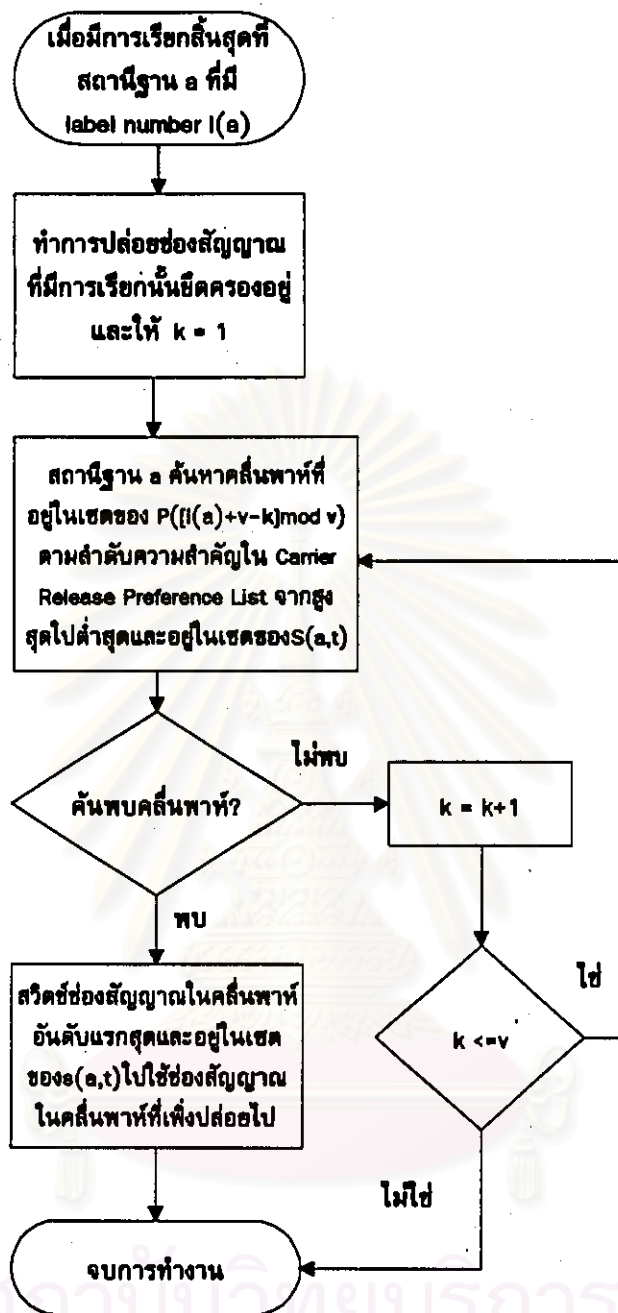 เมื่อมีการเรียกสิ้นสุดที่
สถานีฐาน a ที่มี
label number l(a)
ทำการปล่อยช่องสัญญาณ
ที่มีการเรียกนั้นยึดครองอยู่
และให้ k = 1
สถานีฐาน a ค้นหาคลื่นพาห์ที่
อยู่ในเซตของ P([l(a)+v-k]mod v)
ตามลำดับความสำคัญใน Carrier
Release Preference List จากสูง
สุดไปต่ำสุดและอยู่ในเซตของS(a,t)
ค้นพบคลื่นพาห์?
ไม่พบ
k = k+1
พบ
สวิตช์ช่องสัญญาณในคลื่นพาห์
อันดับแรกสุดและอยู่ในเซต
ของs(a,t)ไปใช้ช่องสัญญาณ
ในคลื่นพาห์ที่เพิ่งปล่อยไป
k <=v
ใช่
ไม่ใช่
จบการทำงาน
สถาบันวิทยบริการ